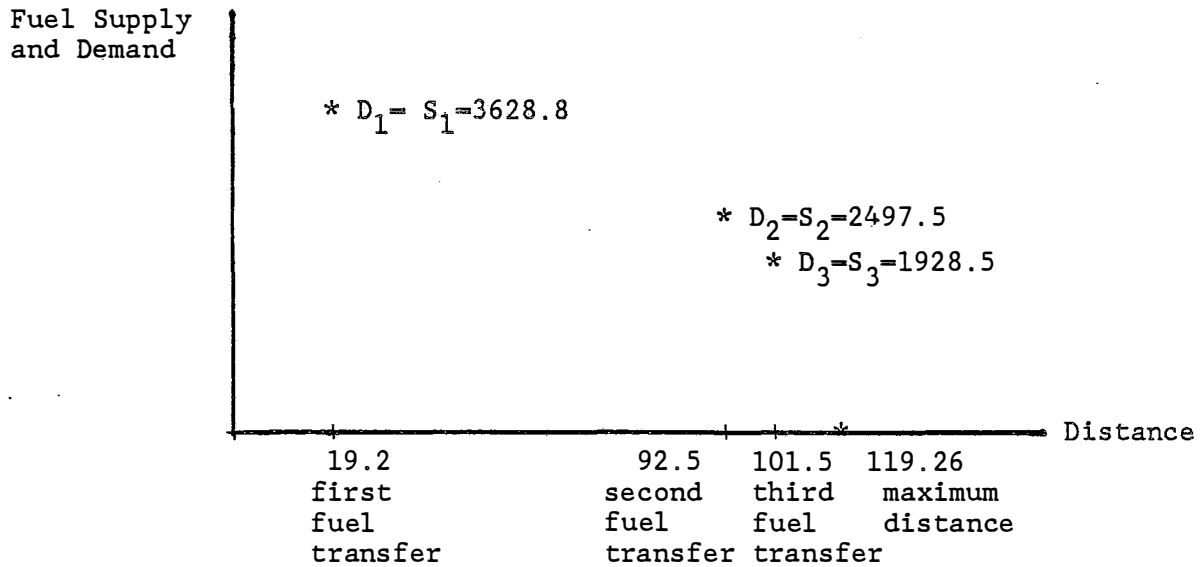 Fuel Supply
and Demand
* D₁= S₁=3628.8
* D₂=S₂=2497.5
* D₃=S₃=1928.5
* Distance
19.2 92.5 101.5 119.26
first second third maximum
fuel fuel fuel distance
transfer transfer transfer